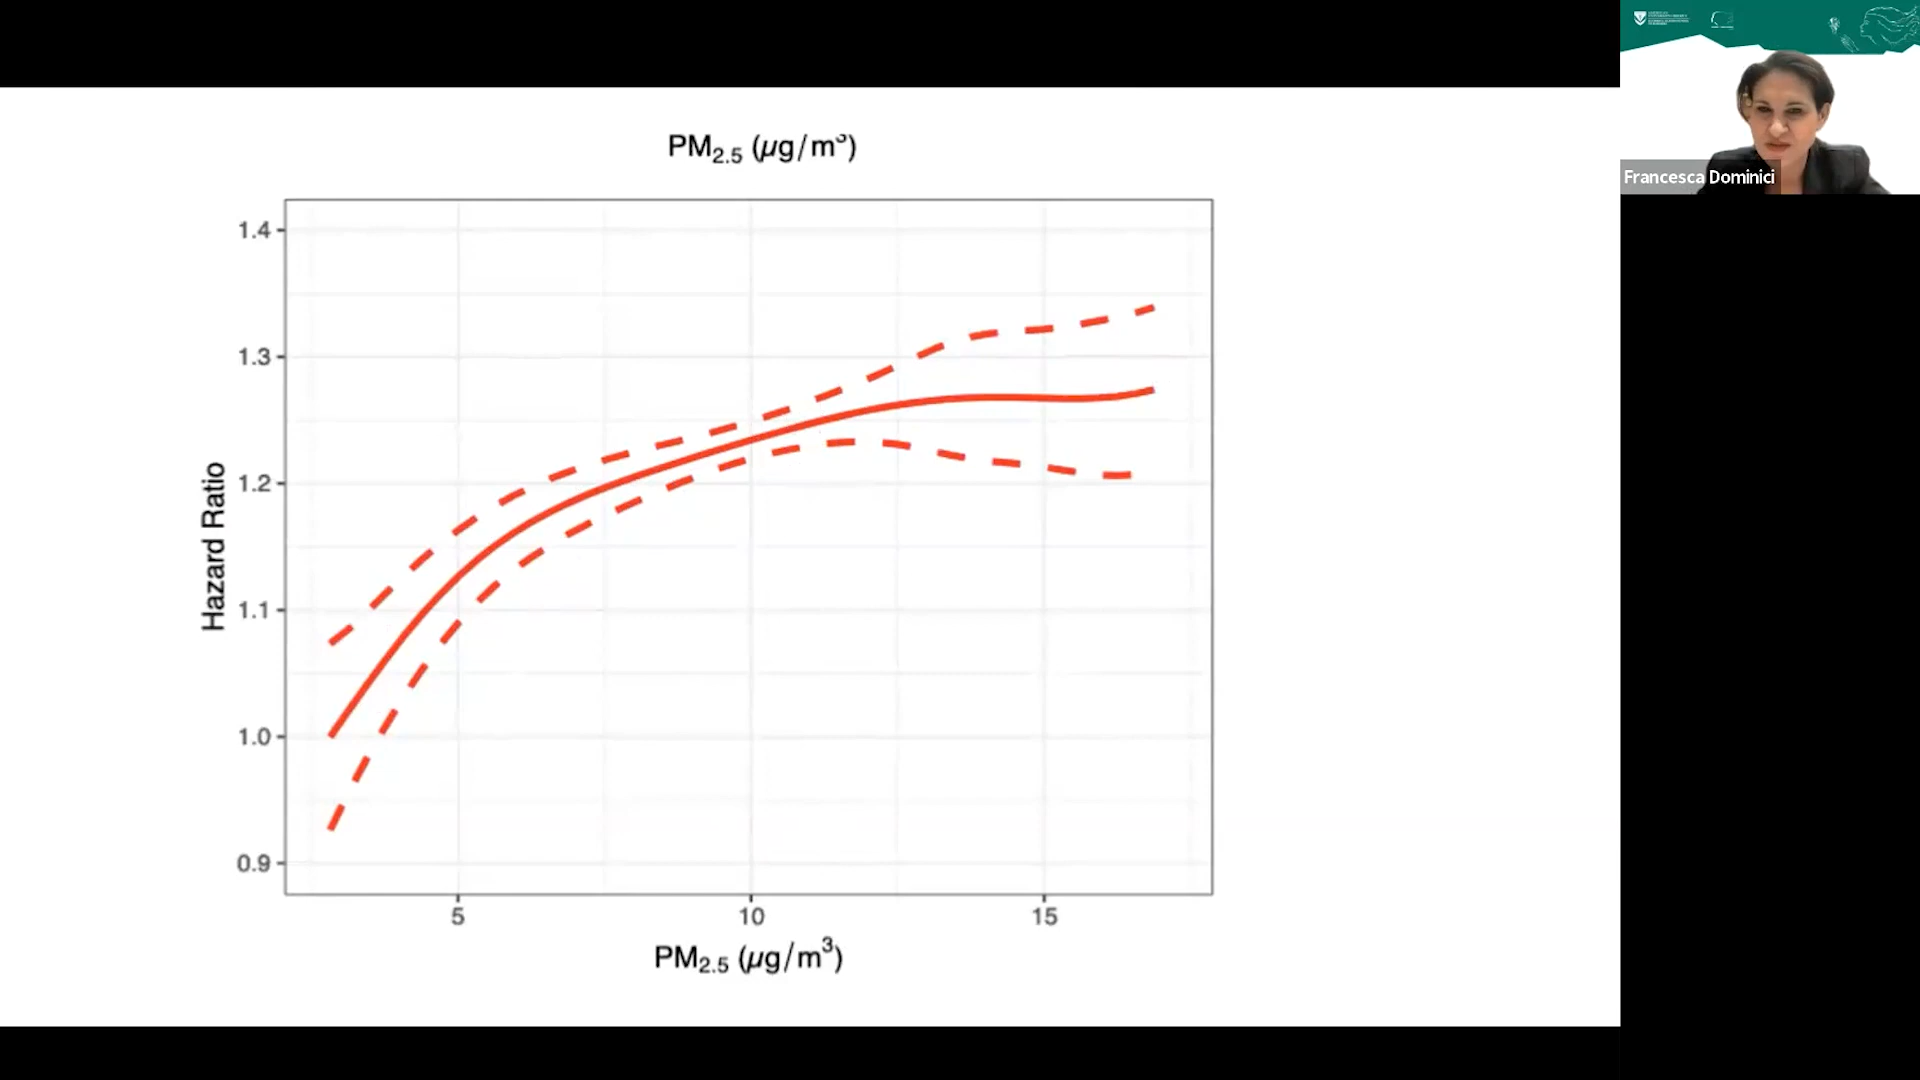 PM2.5 (µg/m³)
1.4
1.3
1.2
1.1
1.0
0.9
Hazard Ratio
5 10 15
PM2.5 (µg/m³)
Francesca Dominici